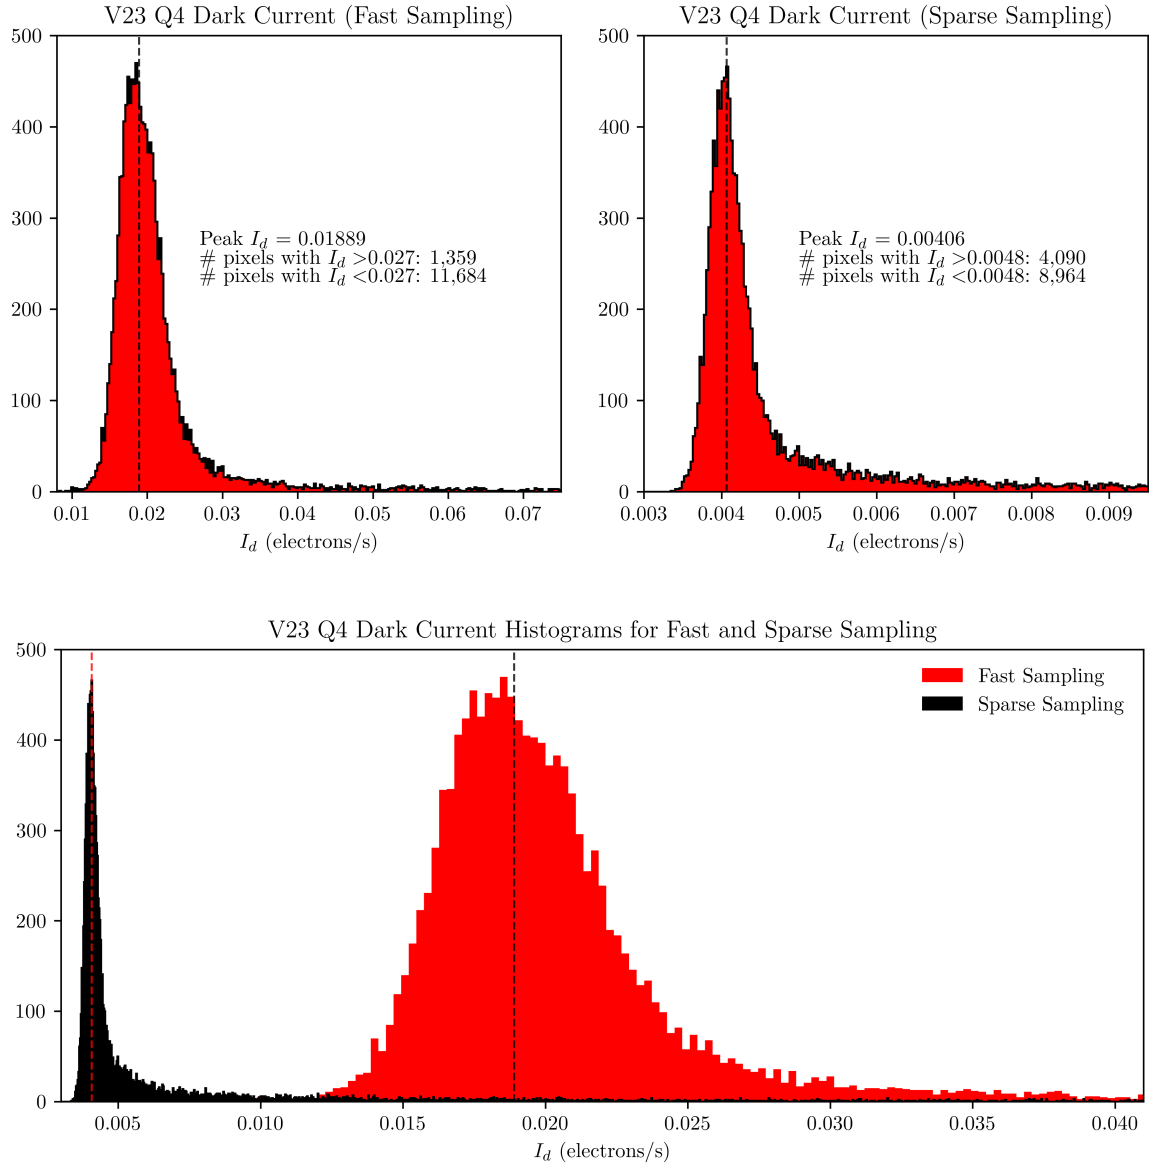 V23 Q4 Dark Current (Fast Sampling)
500
400
300
200
100
0
Peak I_d = 0.01889
# pixels with I_d >0.027: 1,359
# pixels with I_d <0.027: 11,684
0.01 0.02 0.03 0.04 0.05 0.06 0.07
I_d (electrons/s)
V23 Q4 Dark Current (Sparse Sampling)
500
400
300
200
100
0
Peak I_d = 0.00406
# pixels with I_d >0.0048: 4,090
# pixels with I_d <0.0048: 8,964
0.003 0.004 0.005 0.006 0.007 0.008 0.009
I_d (electrons/s)
V23 Q4 Dark Current Histograms for Fast and Sparse Sampling
500
400
300
200
100
0
Fast Sampling
Sparse Sampling
0.005 0.010 0.015 0.020 0.025 0.030 0.035 0.040
I_d (electrons/s)